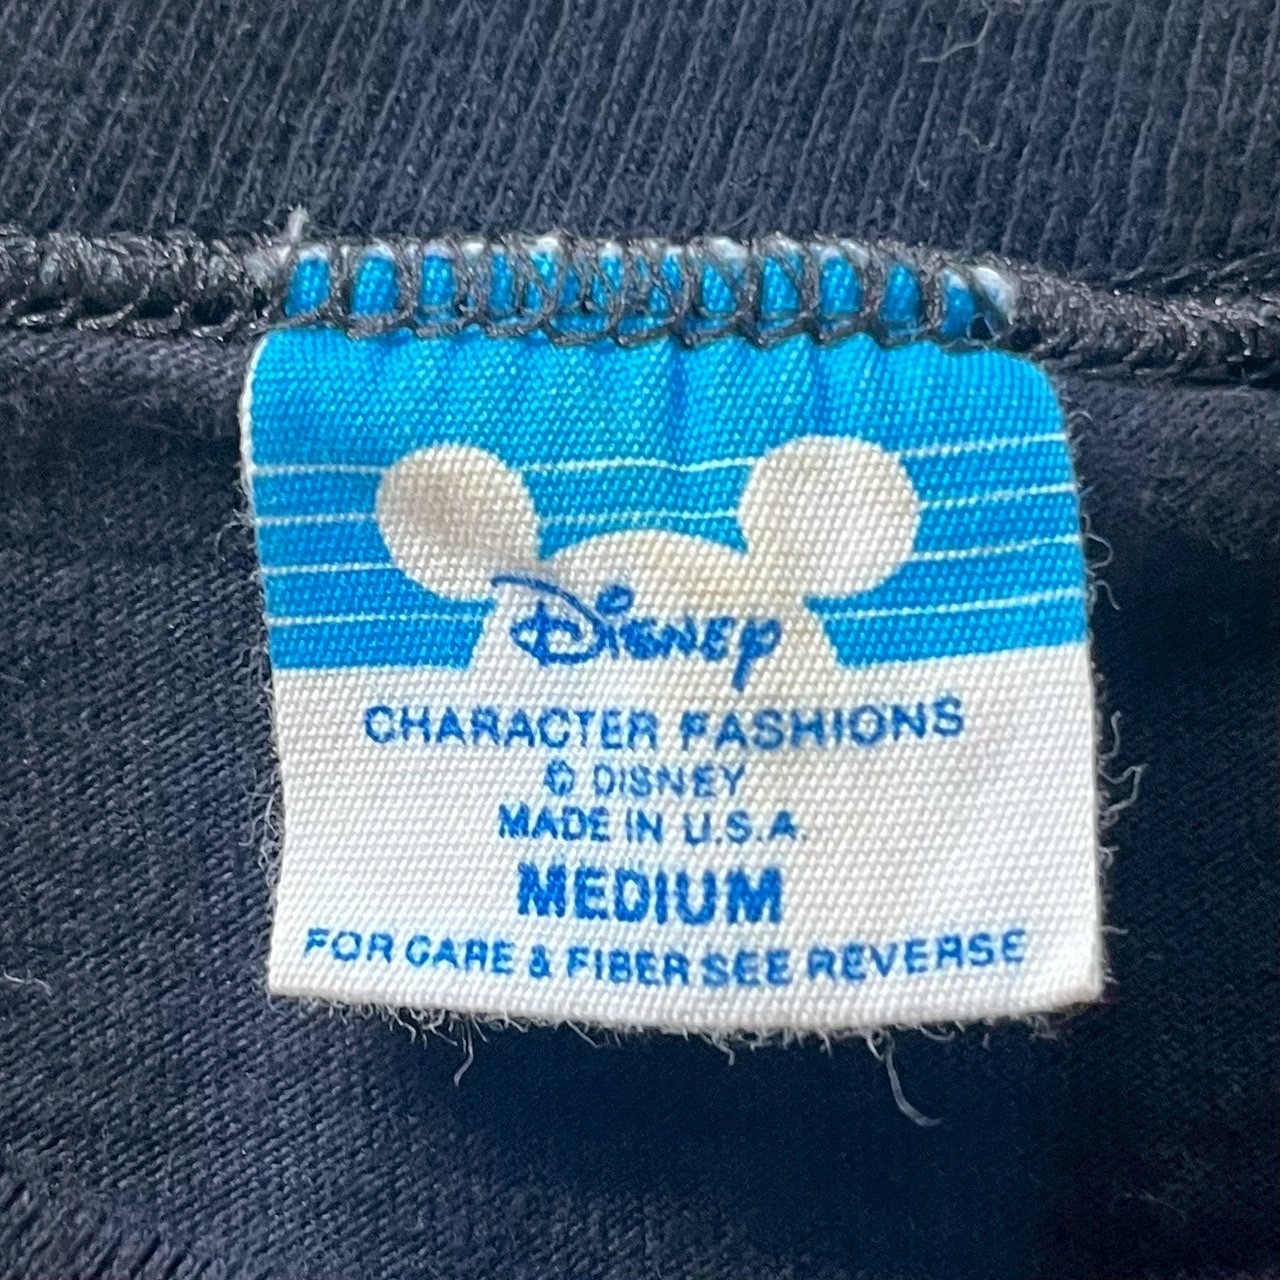 Disney
CHARACTER FASHIONS
© DISNEY
MADE IN U.S.A.
MEDIUM
FOR CARE & FIBER SEE REVERSE